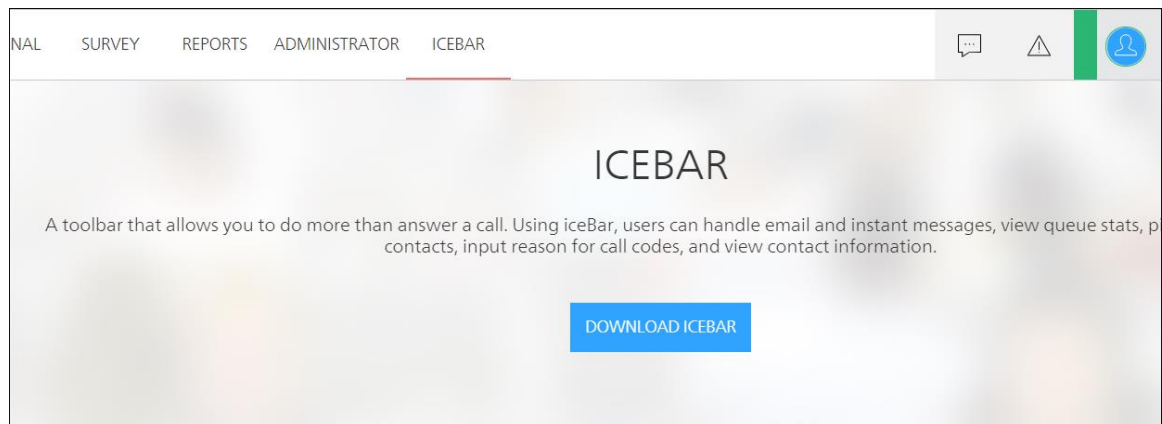 NAL SURVEY REPORTS ADMINISTRATOR ICEBAR
ICEBAR
A toolbar that allows you to do more than answer a call. Using iceBar, users can handle email and instant messages, view queue stats, p
contacts, input reason for call codes, and view contact information.
DOWNLOAD ICEBAR